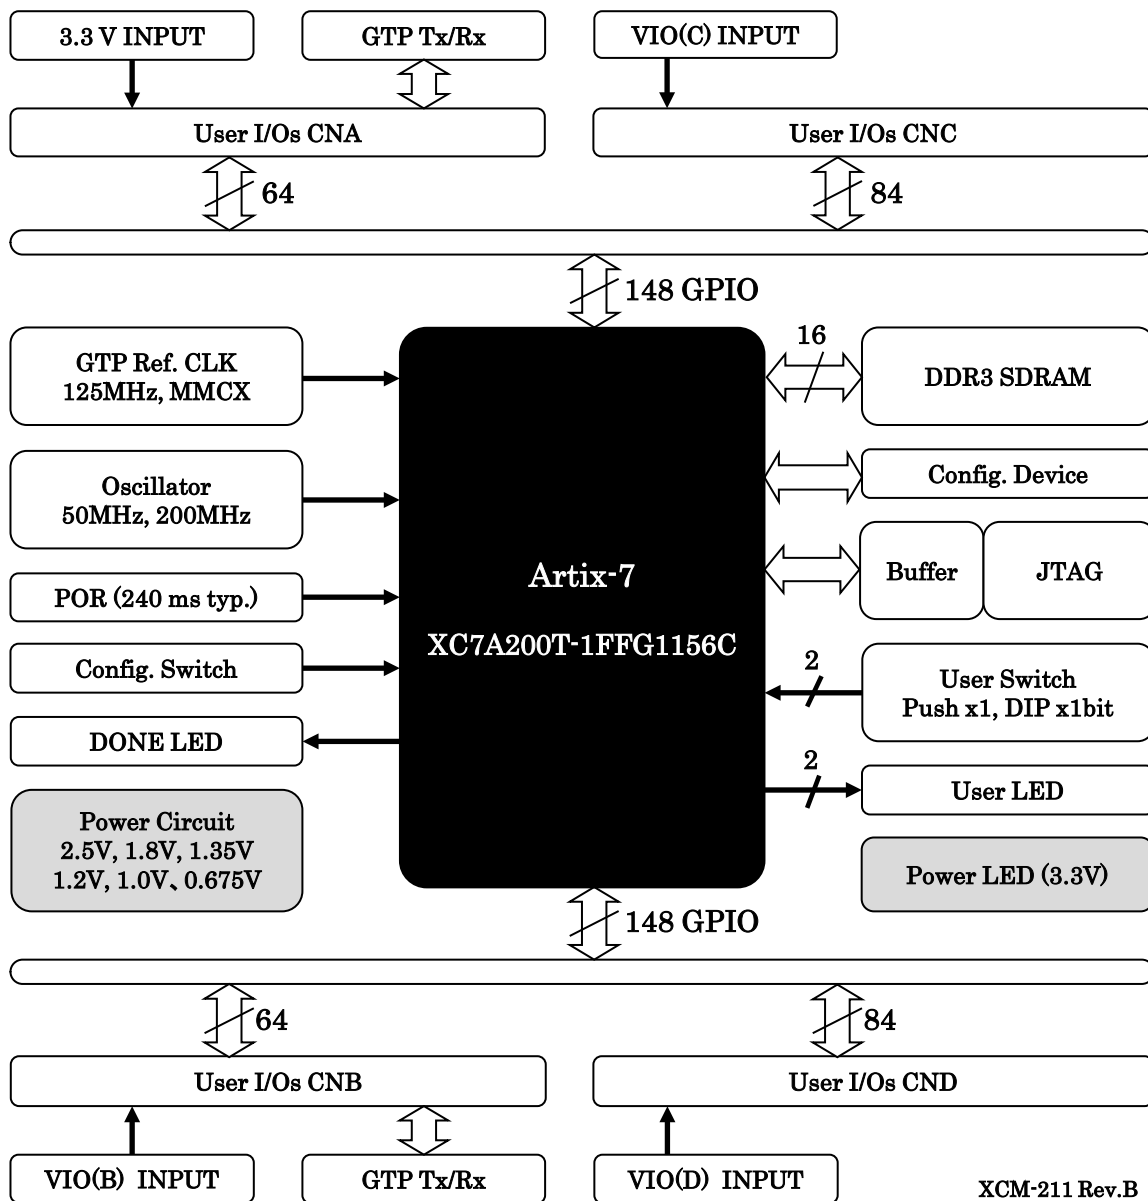 3.3 V INPUT
GTP Tx/Rx
VIO(C) INPUT
User I/Os CNA
User I/Os CNC
64
84
148 GPIO
GTP Ref. CLK
125MHz, MMCX
16
DDR3 SDRAM
Oscillator
50MHz, 200MHz
Config. Device
Artix-7
XC7A200T-1FFG1156C
Buffer
JTAG
POR (240 ms typ.)
Config. Switch
2
User Switch
Push x1, DIP x1bit
DONE LED
2
User LED
Power Circuit
2.5V, 1.8V, 1.35V
1.2V, 1.0V、0.675V
Power LED (3.3V)
148 GPIO
64
84
User I/Os CNB
User I/Os CND
VIO(B) INPUT
GTP Tx/Rx
VIO(D) INPUT
XCM-211 Rev.B